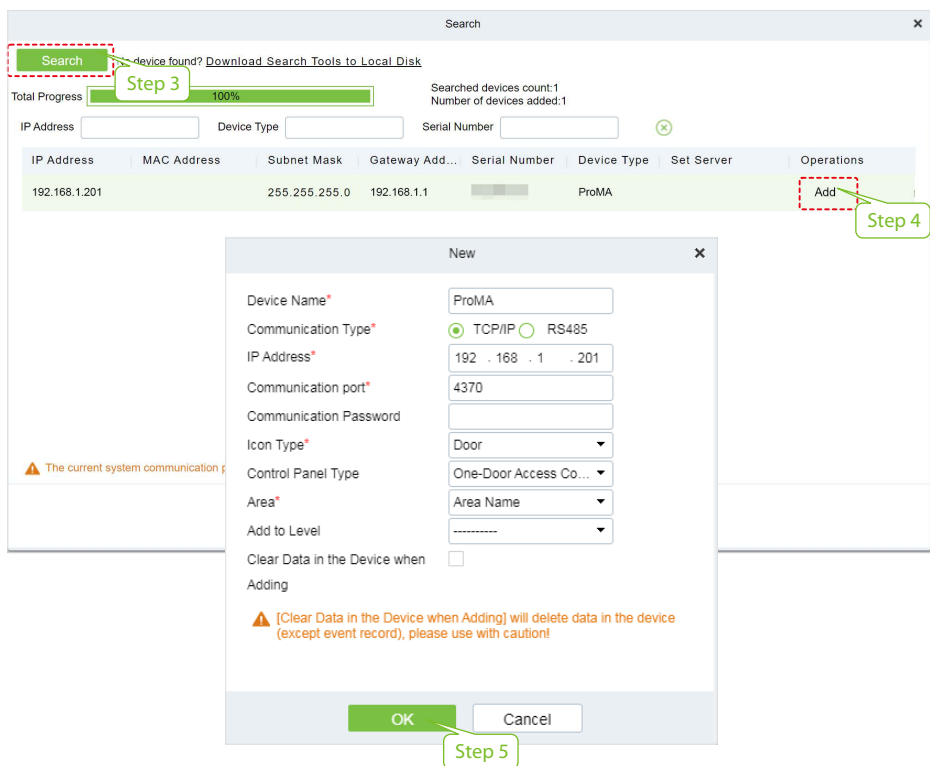 Search
Search
device found? Download Search Tools to Local Disk
Step 3
Total Progress 100%
Searched devices count:1
Number of devices added:1
IP Address Device Type Serial Number
IP Address MAC Address Subnet Mask Gateway Add... Serial Number Device Type Set Server Operations
192.168.1.201 255.255.255.0 192.168.1.1 ProMA Add
Step 4
New
Device Name* ProMA
Communication Type* TCP/IP RS485
IP Address* 192 . 168 . 1 . 201
Communication port* 4370
Communication Password
Icon Type* Door
Control Panel Type One-Door Access Co...
Area* Area Name
Add to Level ----------
Clear Data in the Device when
Adding
The current system communication
[Clear Data in the Device when Adding] will delete data in the device
(except event record), please use with caution!
OK Cancel
Step 5